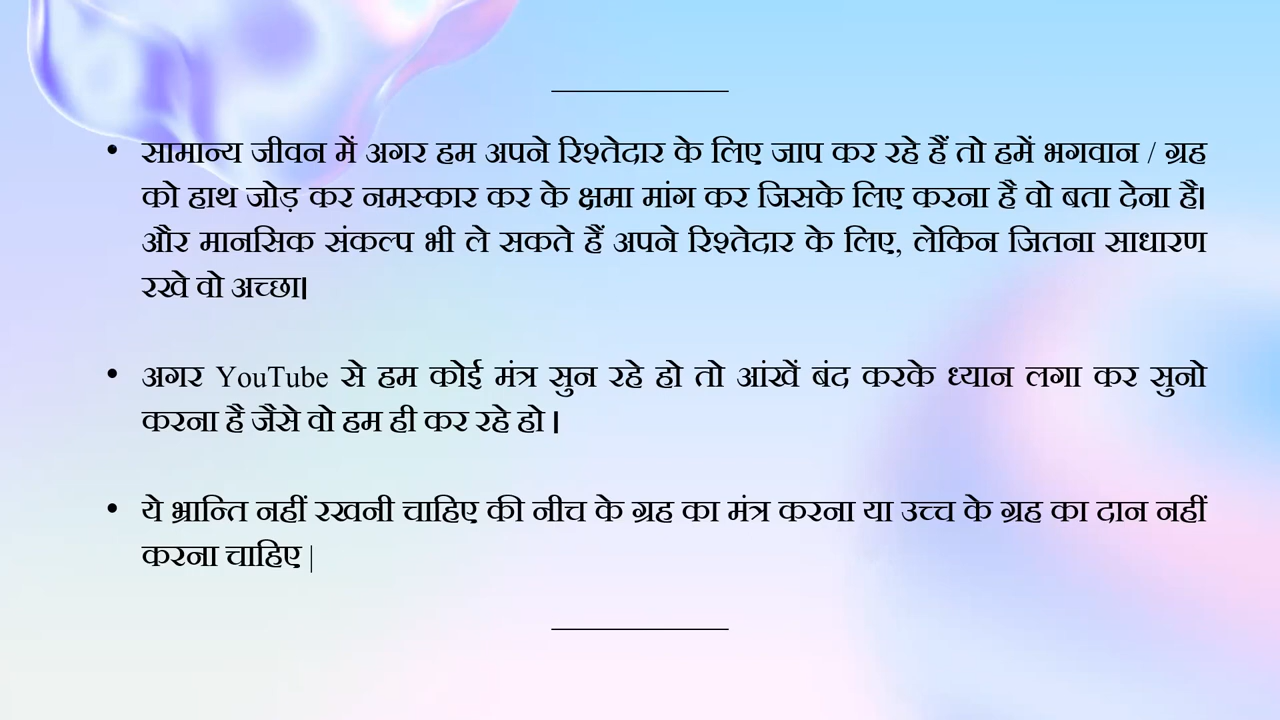 • सामान्य जीवन में अगर हम अपने रिश्तेदार के लिए जाप कर रहे हैं तो हमें भगवान / ग्रह
को हाथ जोड़ कर नमस्कार कर के क्षमा मांग कर जिसके लिए करना है वो बता देना है।
और मानसिक संकल्प भी ले सकते हैं अपने रिश्तेदार के लिए, लेकिन जितना साधारण
रखे वो अच्छा।
• अगर YouTube से हम कोई मंत्र सुन रहे हो तो आंखें बंद करके ध्यान लगा कर सुनो
करना है जैसे वो हम ही कर रहे हो ।
• ये भ्रान्ति नहीं रखनी चाहिए की नीच के ग्रह का मंत्र करना या उच्च के ग्रह का दान नहीं
करना चाहिए |